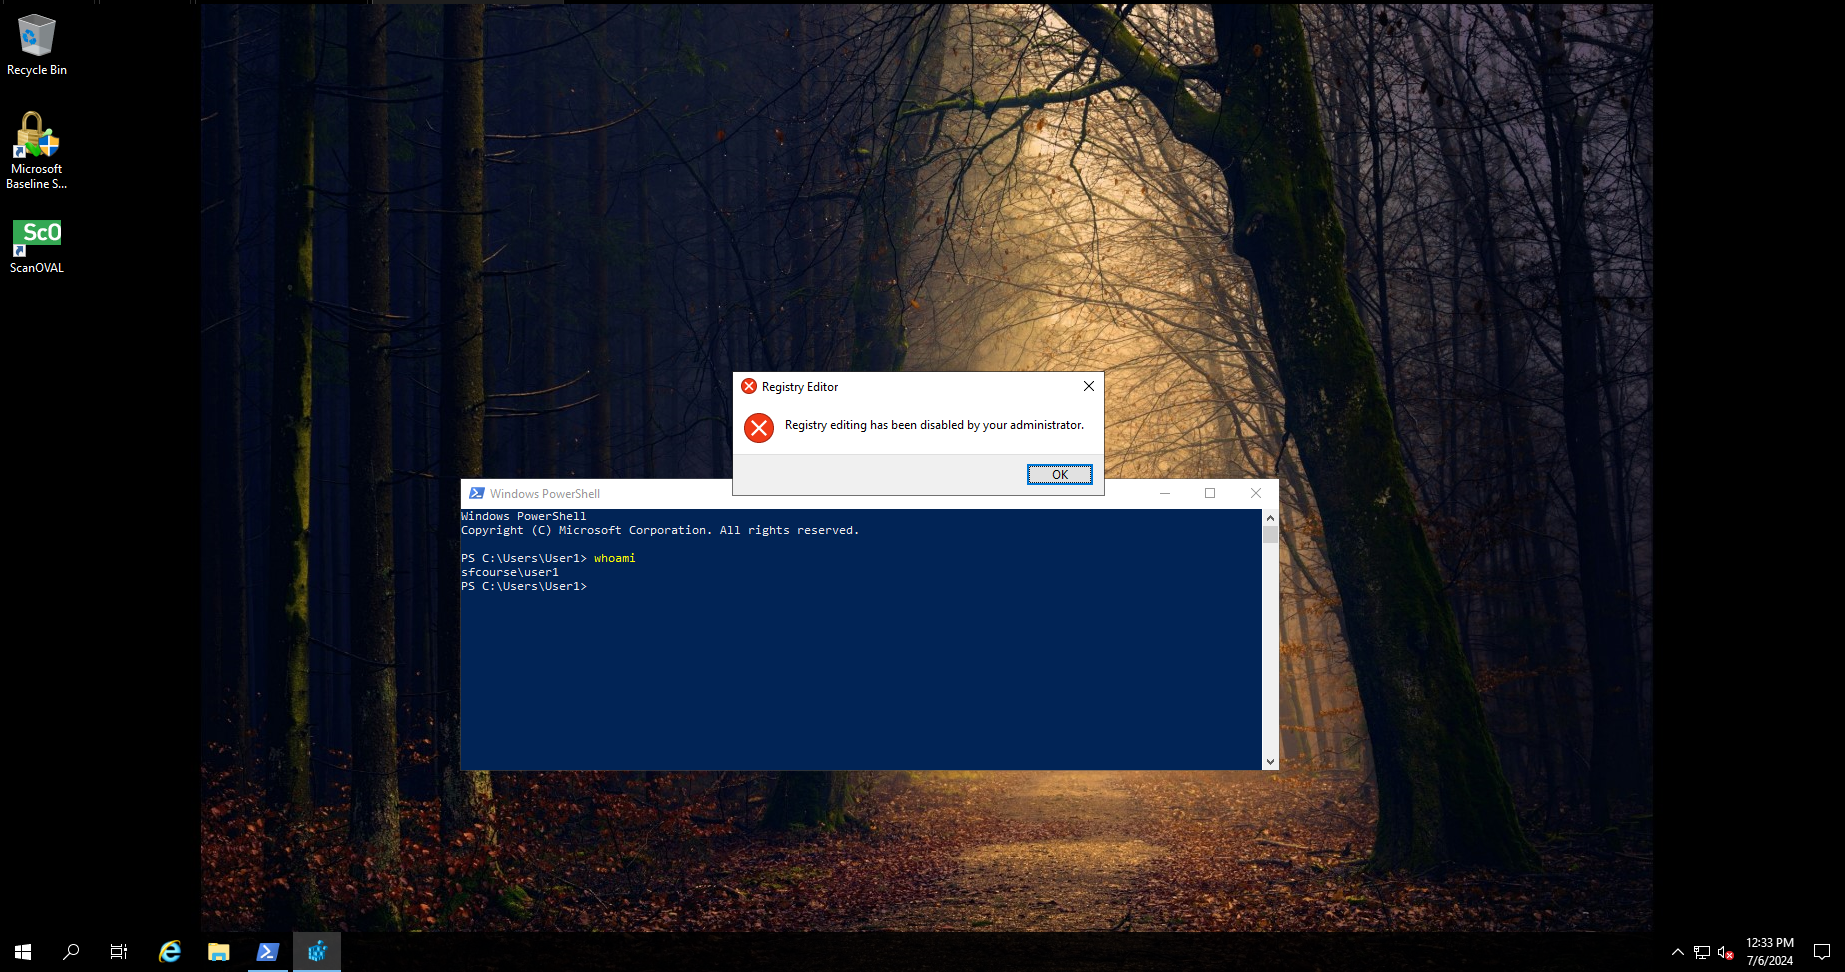 Recycle Bin
Microsoft
Baseline S...
ScO
ScanOVAL
Registry Editor
Registry editing has been disabled by your administrator.
OK
Windows PowerShell
Windows PowerShell
Copyright (C) Microsoft Corporation. All rights reserved.
PS C:\Users\User1> whoami
sfcourse\user1
PS C:\Users\User1>
12:33 PM
7/6/2024